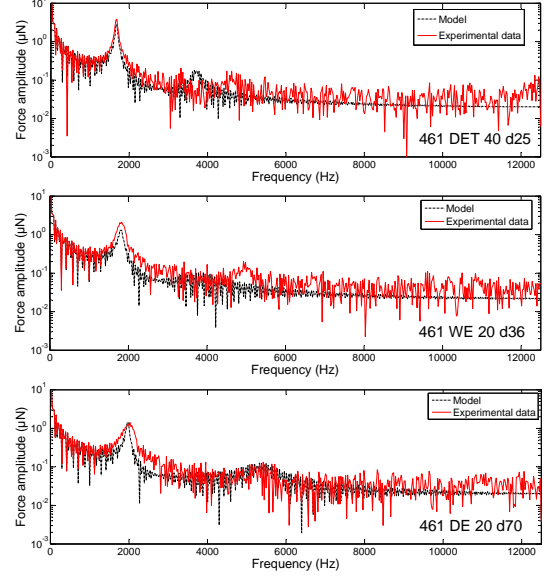 10^1
10^0
10^-1
10^-2
10^-3
Force amplitude (µN)
Model
Experimental data
461 DET 40 d25
0 2000 4000 6000 8000 10000 12000
Frequency (Hz)
10^1
10^0
10^-1
10^-2
10^-3
Force amplitude (µN)
Model
Experimental data
461 WE 20 d36
0 2000 4000 6000 8000 10000 12000
Frequency (Hz)
10^1
10^0
10^-1
10^-2
10^-3
Force amplitude (µN)
Model
Experimental data
461 DE 20 d70
0 2000 4000 6000 8000 10000 12000
Frequency (Hz)